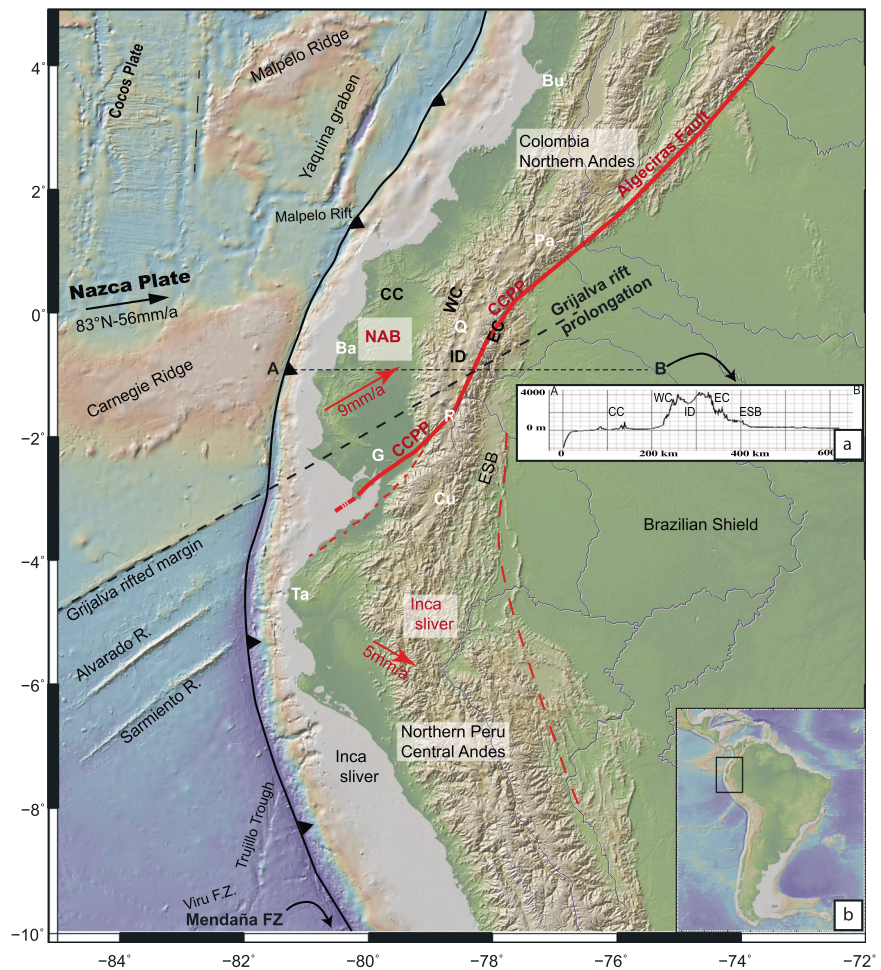 Cocos Plate
Malpelo Ridge
Yaquina graben
Malpelo Rift
Bu
Colombia
Northern Andes
Algeciras Fault
Pa
Nazca Plate
83°N-56mm/a
CC
WC
CCPP
Grijalva rift
prolongation
NAB
Q
EC
Ba
ID
A
B
Carnegie Ridge
9mm/a
A
B
4000
0 m
CC
WC
ID
EC
ESB
0
200 km
400 km
a
R
CCPP
G
ESB
Cu
Brazilian Shield
Grijalva rifted margin
Ta
Inca
sliver
Alvarado R.
5mm/a
Sarmiento R.
Northern Peru
Central Andes
Inca
sliver
Trujillo Trough
Viru F.Z.
Mendaña FZ
b
4˚
2˚
0˚
−2˚
−4˚
−6˚
−8˚
−10˚
−84˚
−82˚
−80˚
−78˚
−76˚
−74˚
−72˚